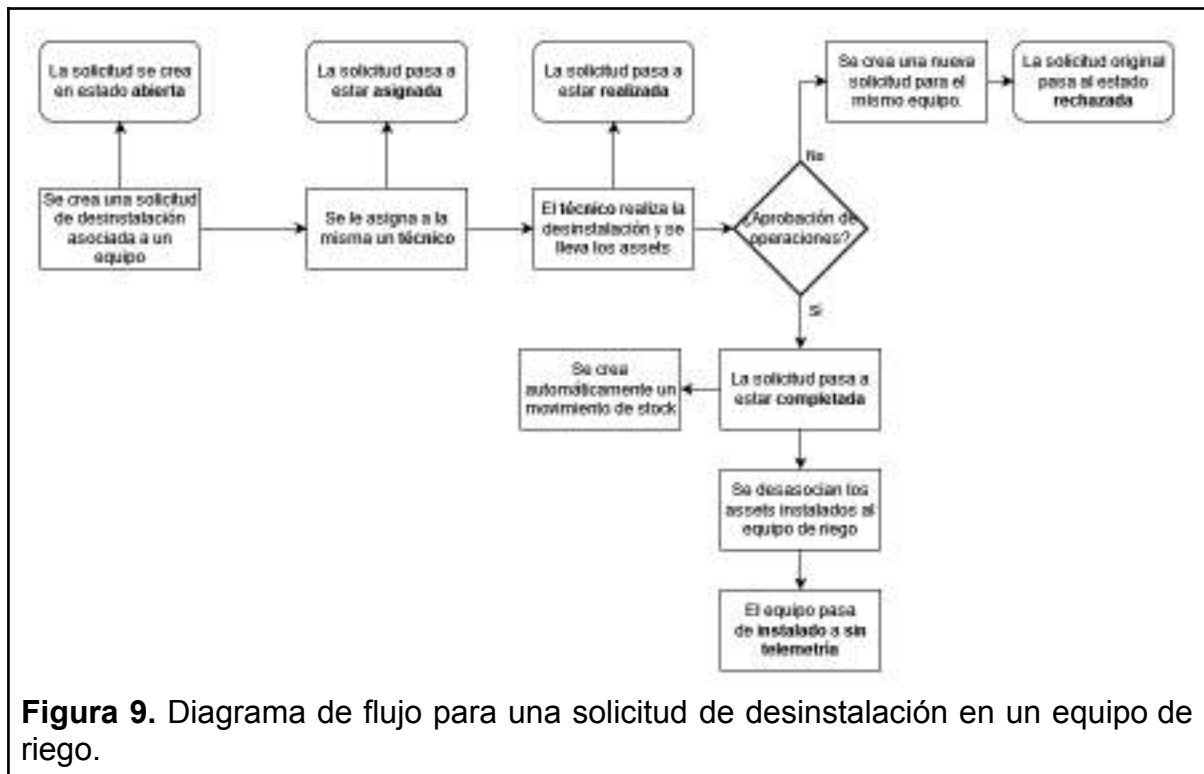 La solicitud se crea
en estado abierta
La solicitud pasa a
estar asignada
La solicitud pasa a
estar realizada
Se crea una nueva
solicitud para el
mismo equipo.
La solicitud original
pasa al estado
rechazada
No
Se crea una solicitud
de desinstalación
asociada a un
equipo
Se le asigna a la
misma un técnico
El técnico realiza la
desinstalación y se
lleva los assets
¿Aprobación de
operaciones?
Si
Se crea
automáticamente un
movimiento de stock
La solicitud pasa a
estar completada
Se desasocian los
assets instalados al
equipo de riego
El equipo pasa
de instalado a sin
telemetría
Figura 9. Diagrama de flujo para una solicitud de desinstalación en un equipo de
riego.